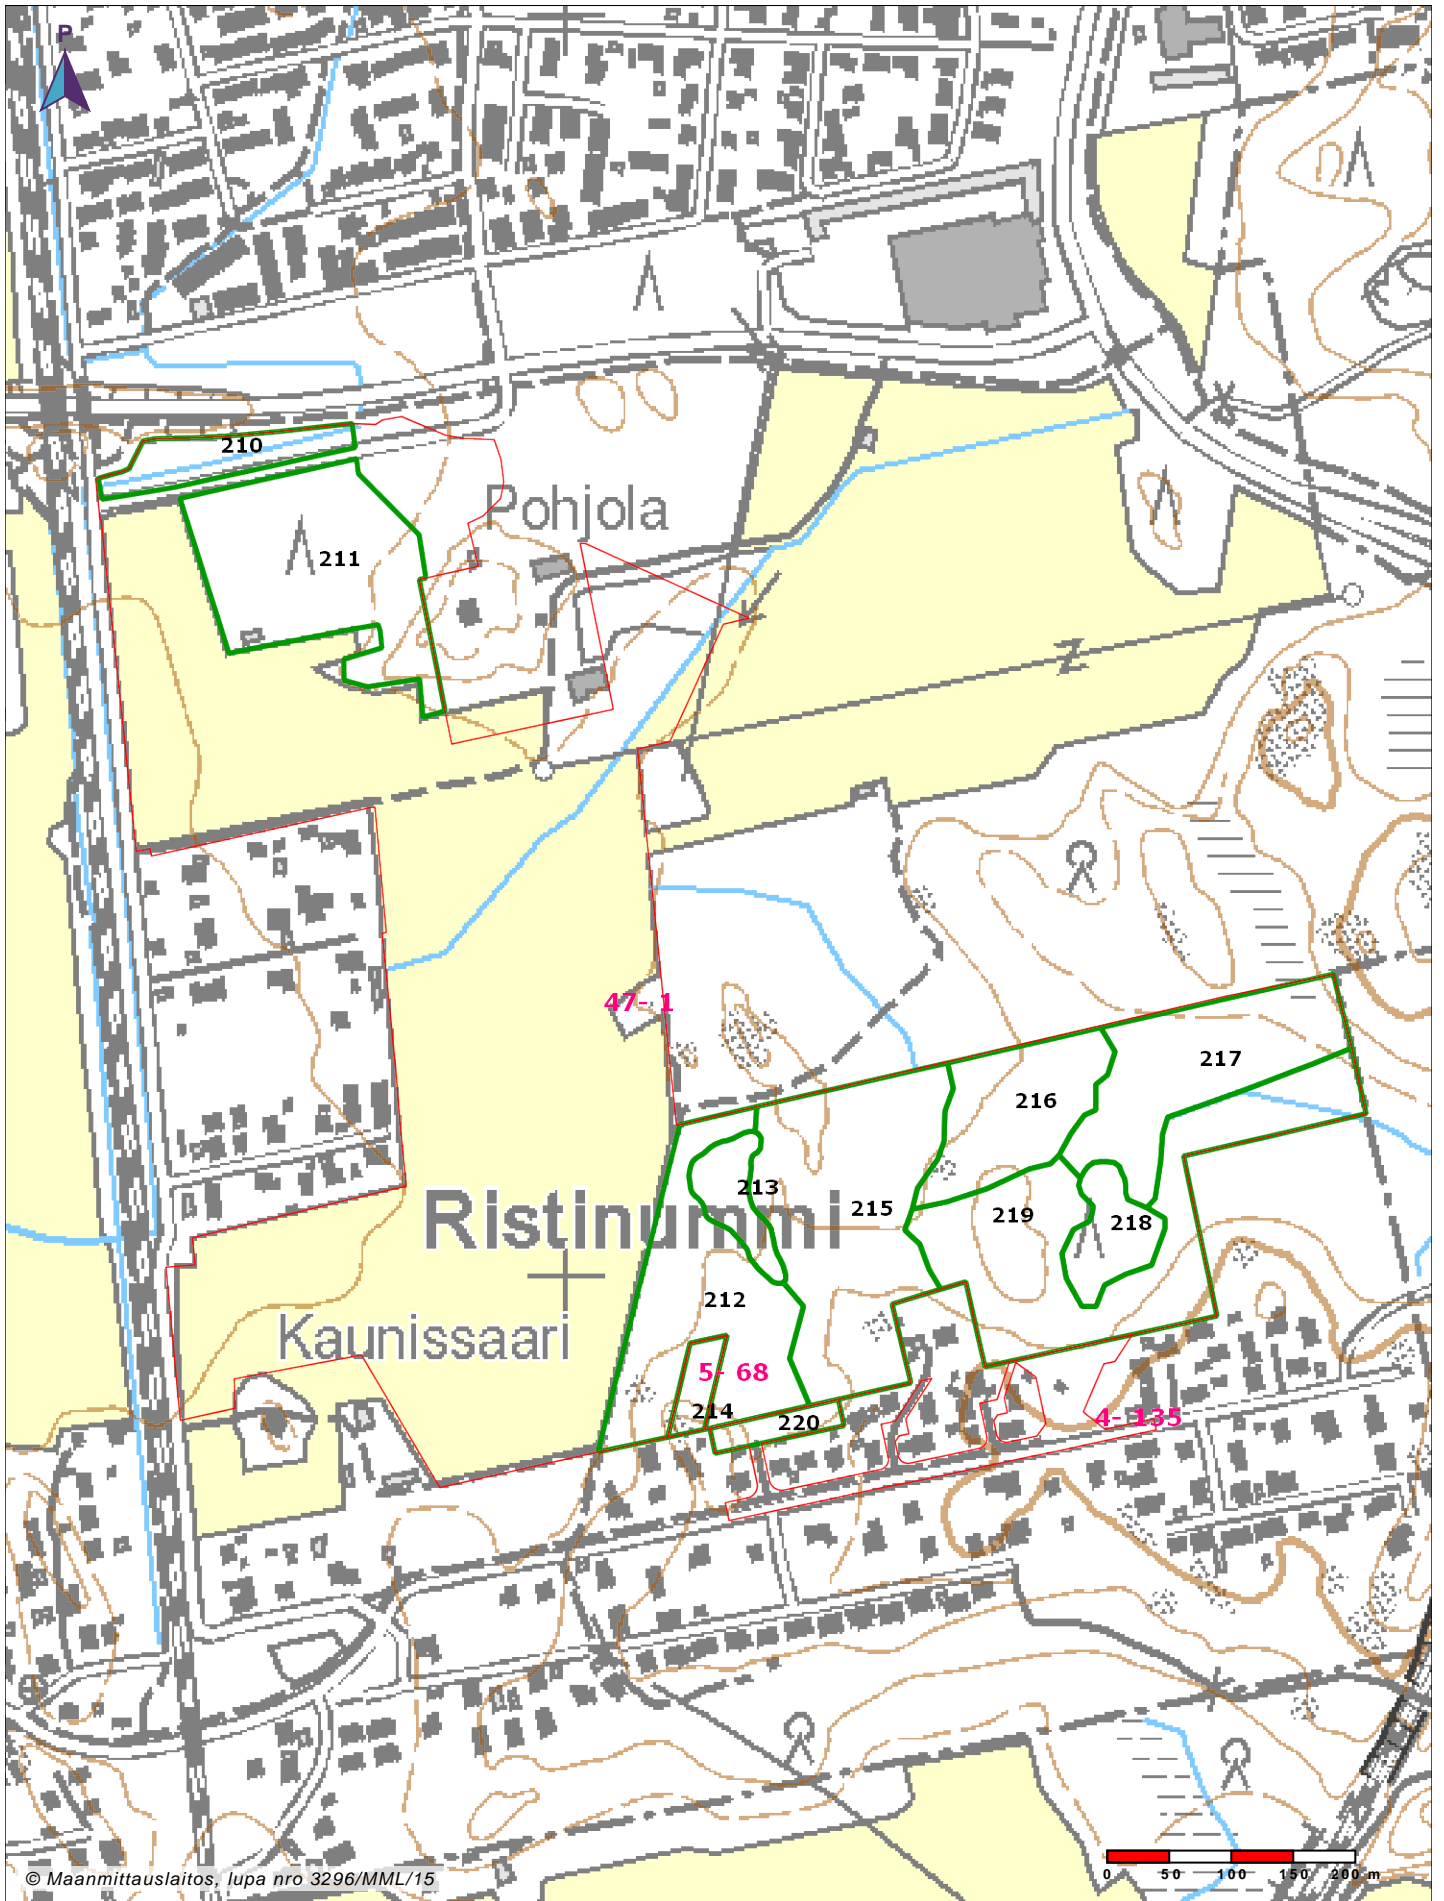 P
210
Pohjola
211
47- 1
217
216
213
215
219
218
Ristinummi
212
Kaunissaari
5- 68
214
220
4- 135
© Maanmittauslaitos, lupa nro 3296/MML/15
0 50 100 150 200 m